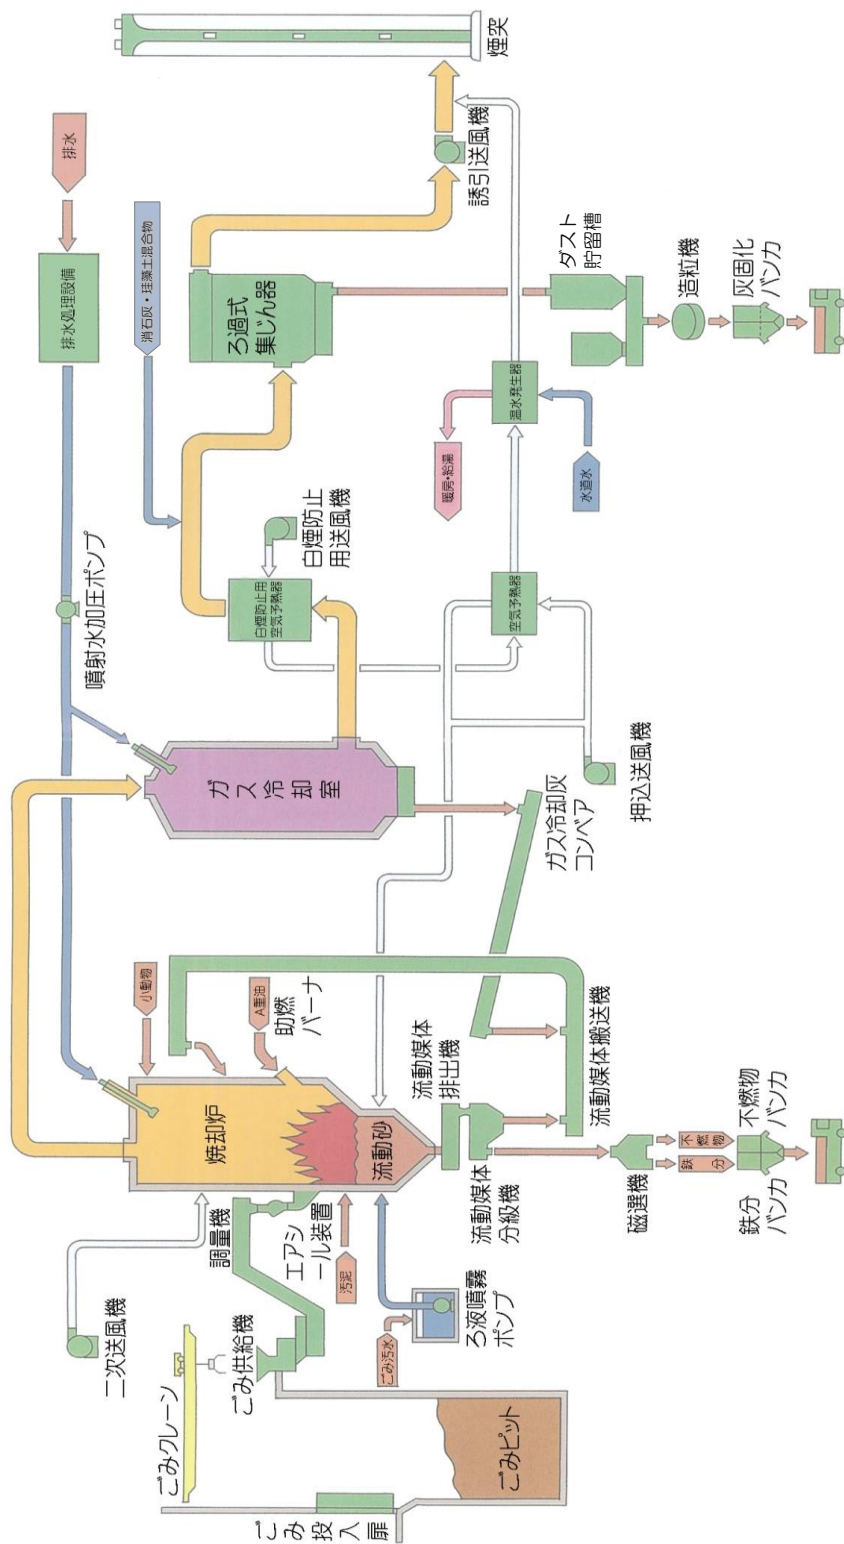 ごみ投入扉
ごみクレーン
ごみピット
二次送風機
ごみ供給機
調量機
エアシ
ール装置
汚泥
ごみ汚水
ろ液噴霧
ポンプ
焼却炉
流動砂
小動物
A重油
助燃
バーナ
流動媒体
排出機
流動媒体
分級機
流動媒体搬送機
磁選機
鉄分
不燃物
鉄分
バンカ
不燃物
バンカ
ガス冷却室
ガス冷却灰
コンベア
噴射水加圧ポンプ
排水処理設備
排水
消石灰・珪藻土混合物
白煙防止用
空気予熱器
白煙防止
用送風機
空気予熱器
押込送風機
温水発生器
暖房・給湯
水道水
ろ過式
集じん器
誘引送風機
煙突
ダスト
貯留槽
造粒機
灰固化
バンカ